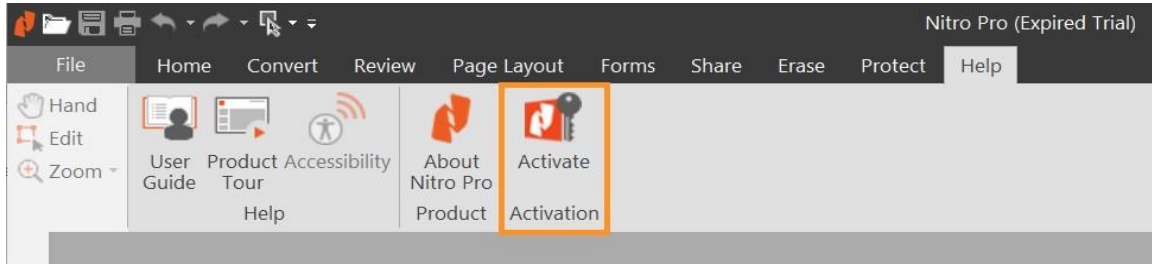 Nitro Pro (Expired Trial)
File Home Convert Review Page Layout Forms Share Erase Protect Help
Hand
Edit
Zoom
User Guide
Product Tour
Accessibility
Help
About Nitro Pro
Product
Activate
Activation